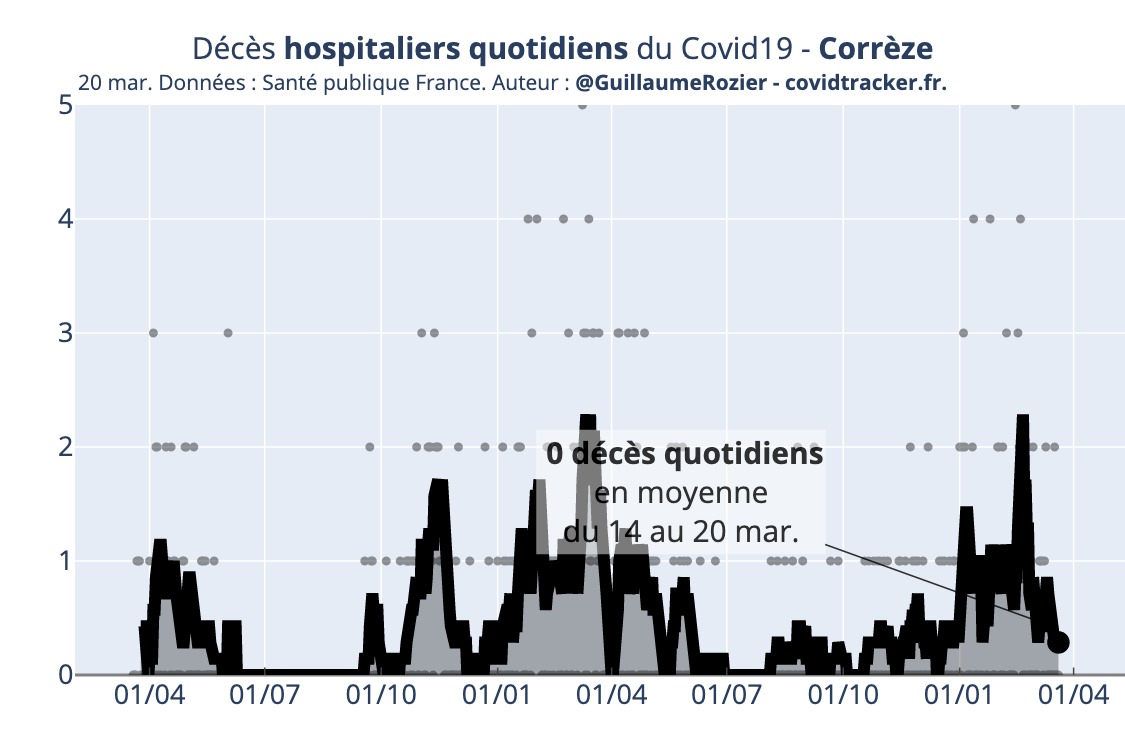 Décès hospitaliers quotidiens du Covid19 - Corrèze
20 mar. Données : Santé publique France. Auteur : @GuillaumeRozier - covidtracker.fr.
5
4
3
2
0 décès quotidiens
en moyenne
du 14 au 20 mar.
1
0
01/04 01/07 01/10 01/01 01/04 01/07 01/10 01/01 01/04